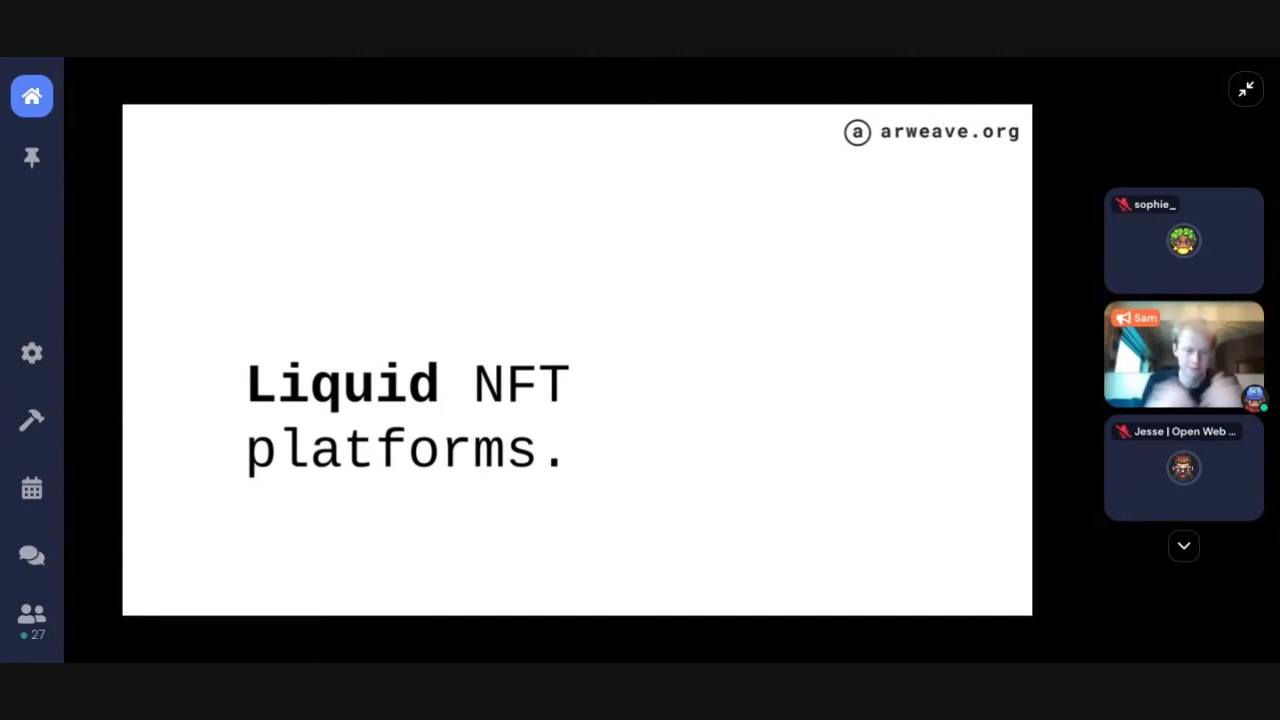 arweave.org
Liquid NFT
platforms.
sophie_
Sam
Jesse | Open Web ...
27